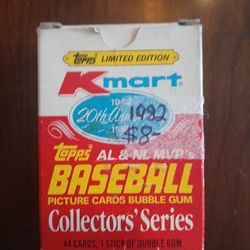 Topps LIMITED EDITION
Kmart
1962
1982
20th
$8
Topps AL & NL MVP's
BASEBALL
PICTURE CARDS BUBBLE GUM
Collectors' Series
44 CARDS, 1 STICK OF BUBBLE GUM